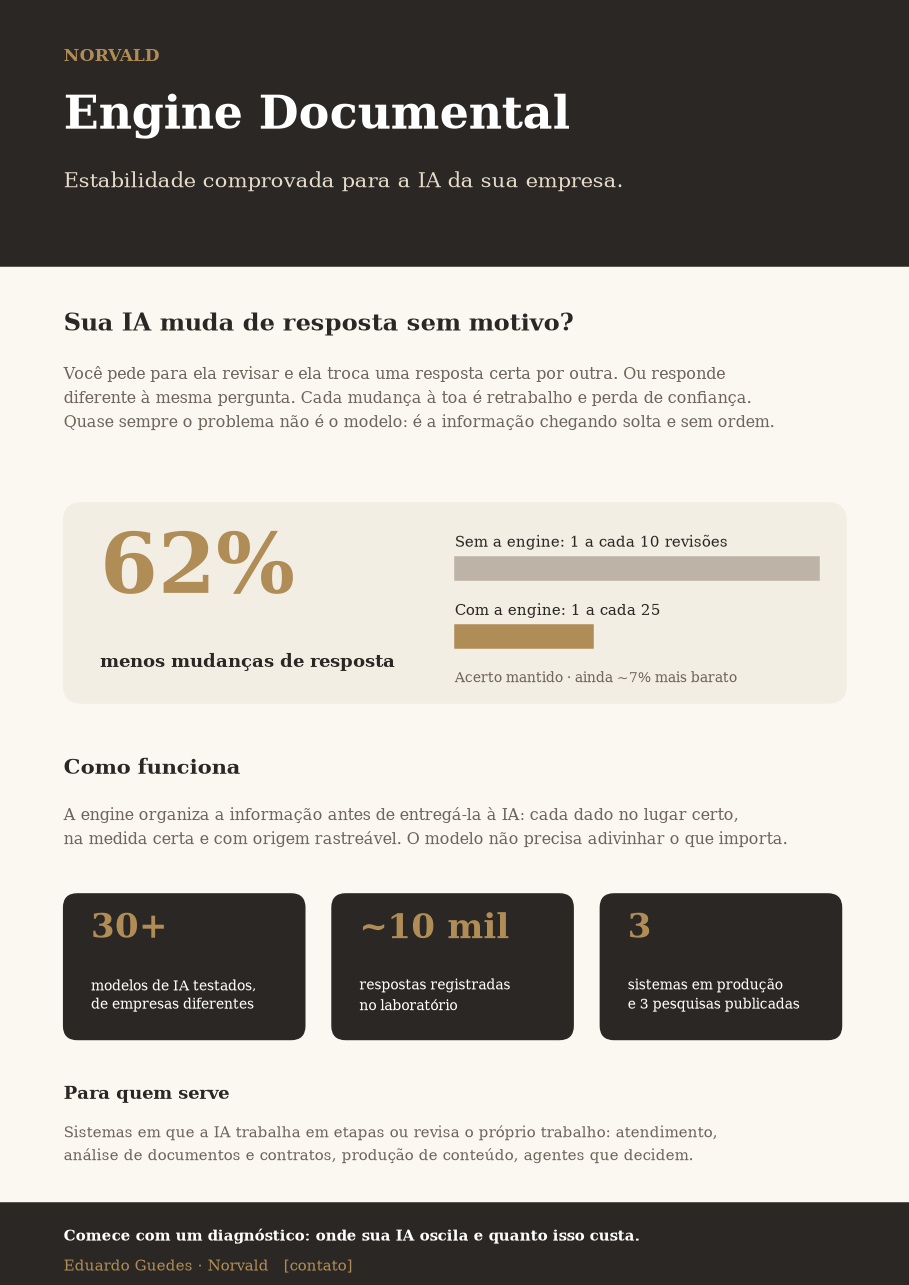 NORVALD
Engine Documental
Estabilidade comprovada para a IA da sua empresa.
Sua IA muda de resposta sem motivo?
Você pede para ela revisar e ela troca uma resposta certa por outra. Ou responde
diferente à mesma pergunta. Cada mudança à toa é retrabalho e perda de confiança.
Quase sempre o problema não é o modelo: é a informação chegando solta e sem ordem.
62%
menos mudanças de resposta
Sem a engine: 1 a cada 10 revisões
Com a engine: 1 a cada 25
Acerto mantido · ainda ~7% mais barato
Como funciona
A engine organiza a informação antes de entregá-la à IA: cada dado no lugar certo,
na medida certa e com origem rastreável. O modelo não precisa adivinhar o que importa.
30+
modelos de IA testados,
de empresas diferentes
~10 mil
respostas registradas
no laboratório
3
sistemas em produção
e 3 pesquisas publicadas
Para quem serve
Sistemas em que a IA trabalha em etapas ou revisa o próprio trabalho: atendimento,
análise de documentos e contratos, produção de conteúdo, agentes que decidem.
Comece com um diagnóstico: onde sua IA oscila e quanto isso custa.
Eduardo Guedes · Norvald [contato]